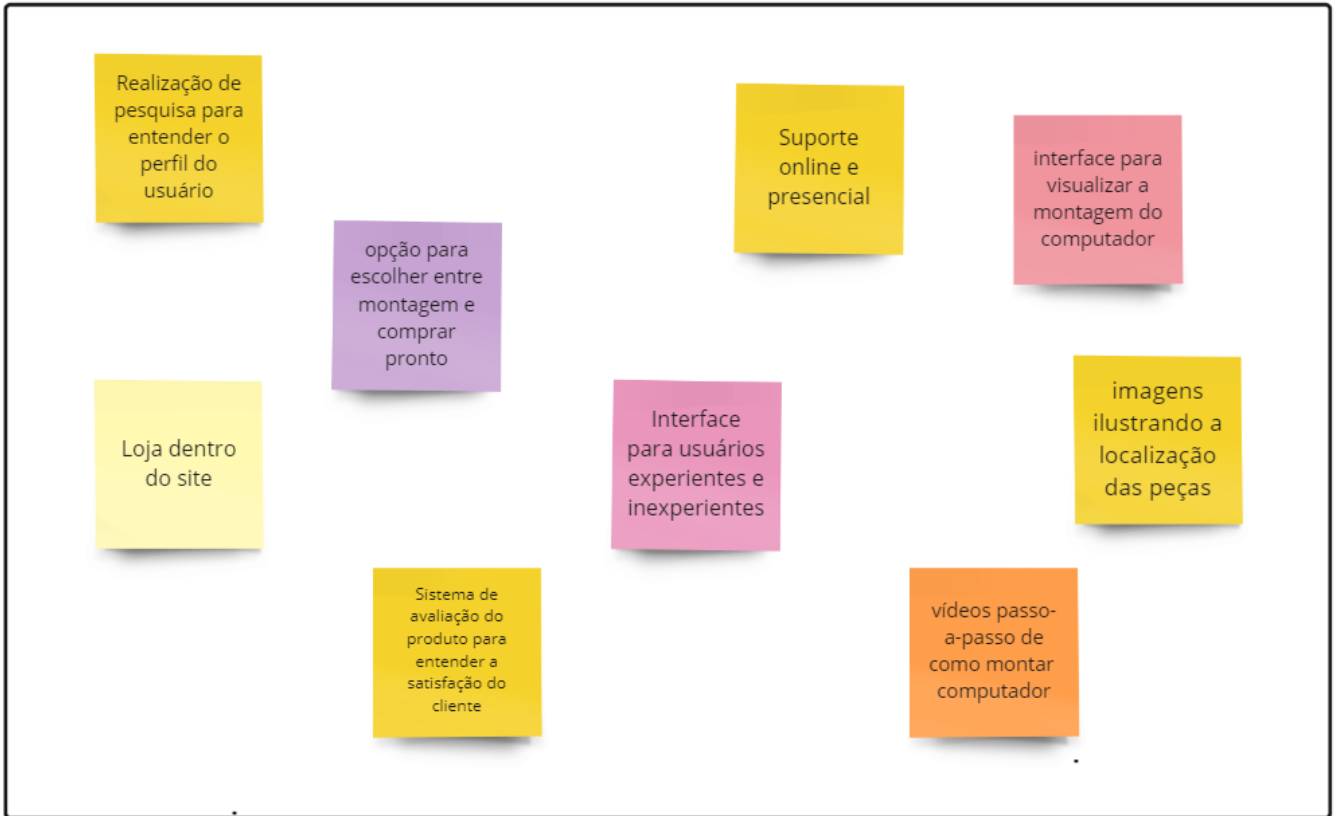 Realização de
pesquisa para
entender o
perfil do
usuário
Suporte
online e
presencial
interface para
visualizar a
montagem do
computador
opção para
escolher entre
montagem e
comprar
pronto
Loja dentro
do site
Interface
para usuários
experientes e
inexperientes
imagens
ilustrando a
localização
das peças
Sistema de
avaliação do
produto para
entender a
satisfação do
cliente
vídeos passo-
a-passo de
como montar
computador